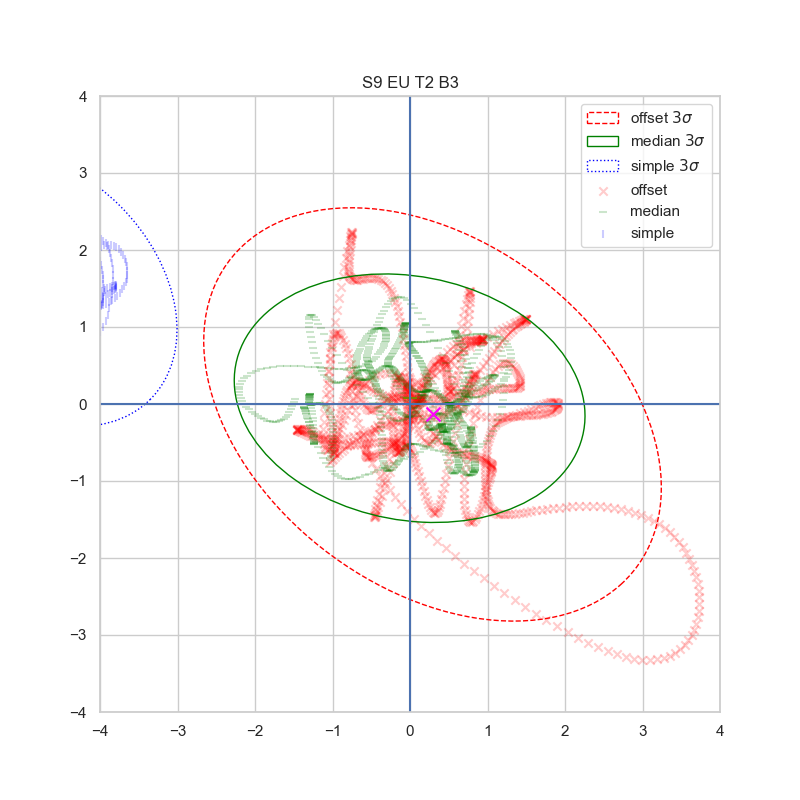 S9 EU T2 B3
offset 3σ
median 3σ
simple 3σ
offset
median
simple
4
3
2
1
0
−1
−2
−3
−4
−4 −3 −2 −1 0 1 2 3 4